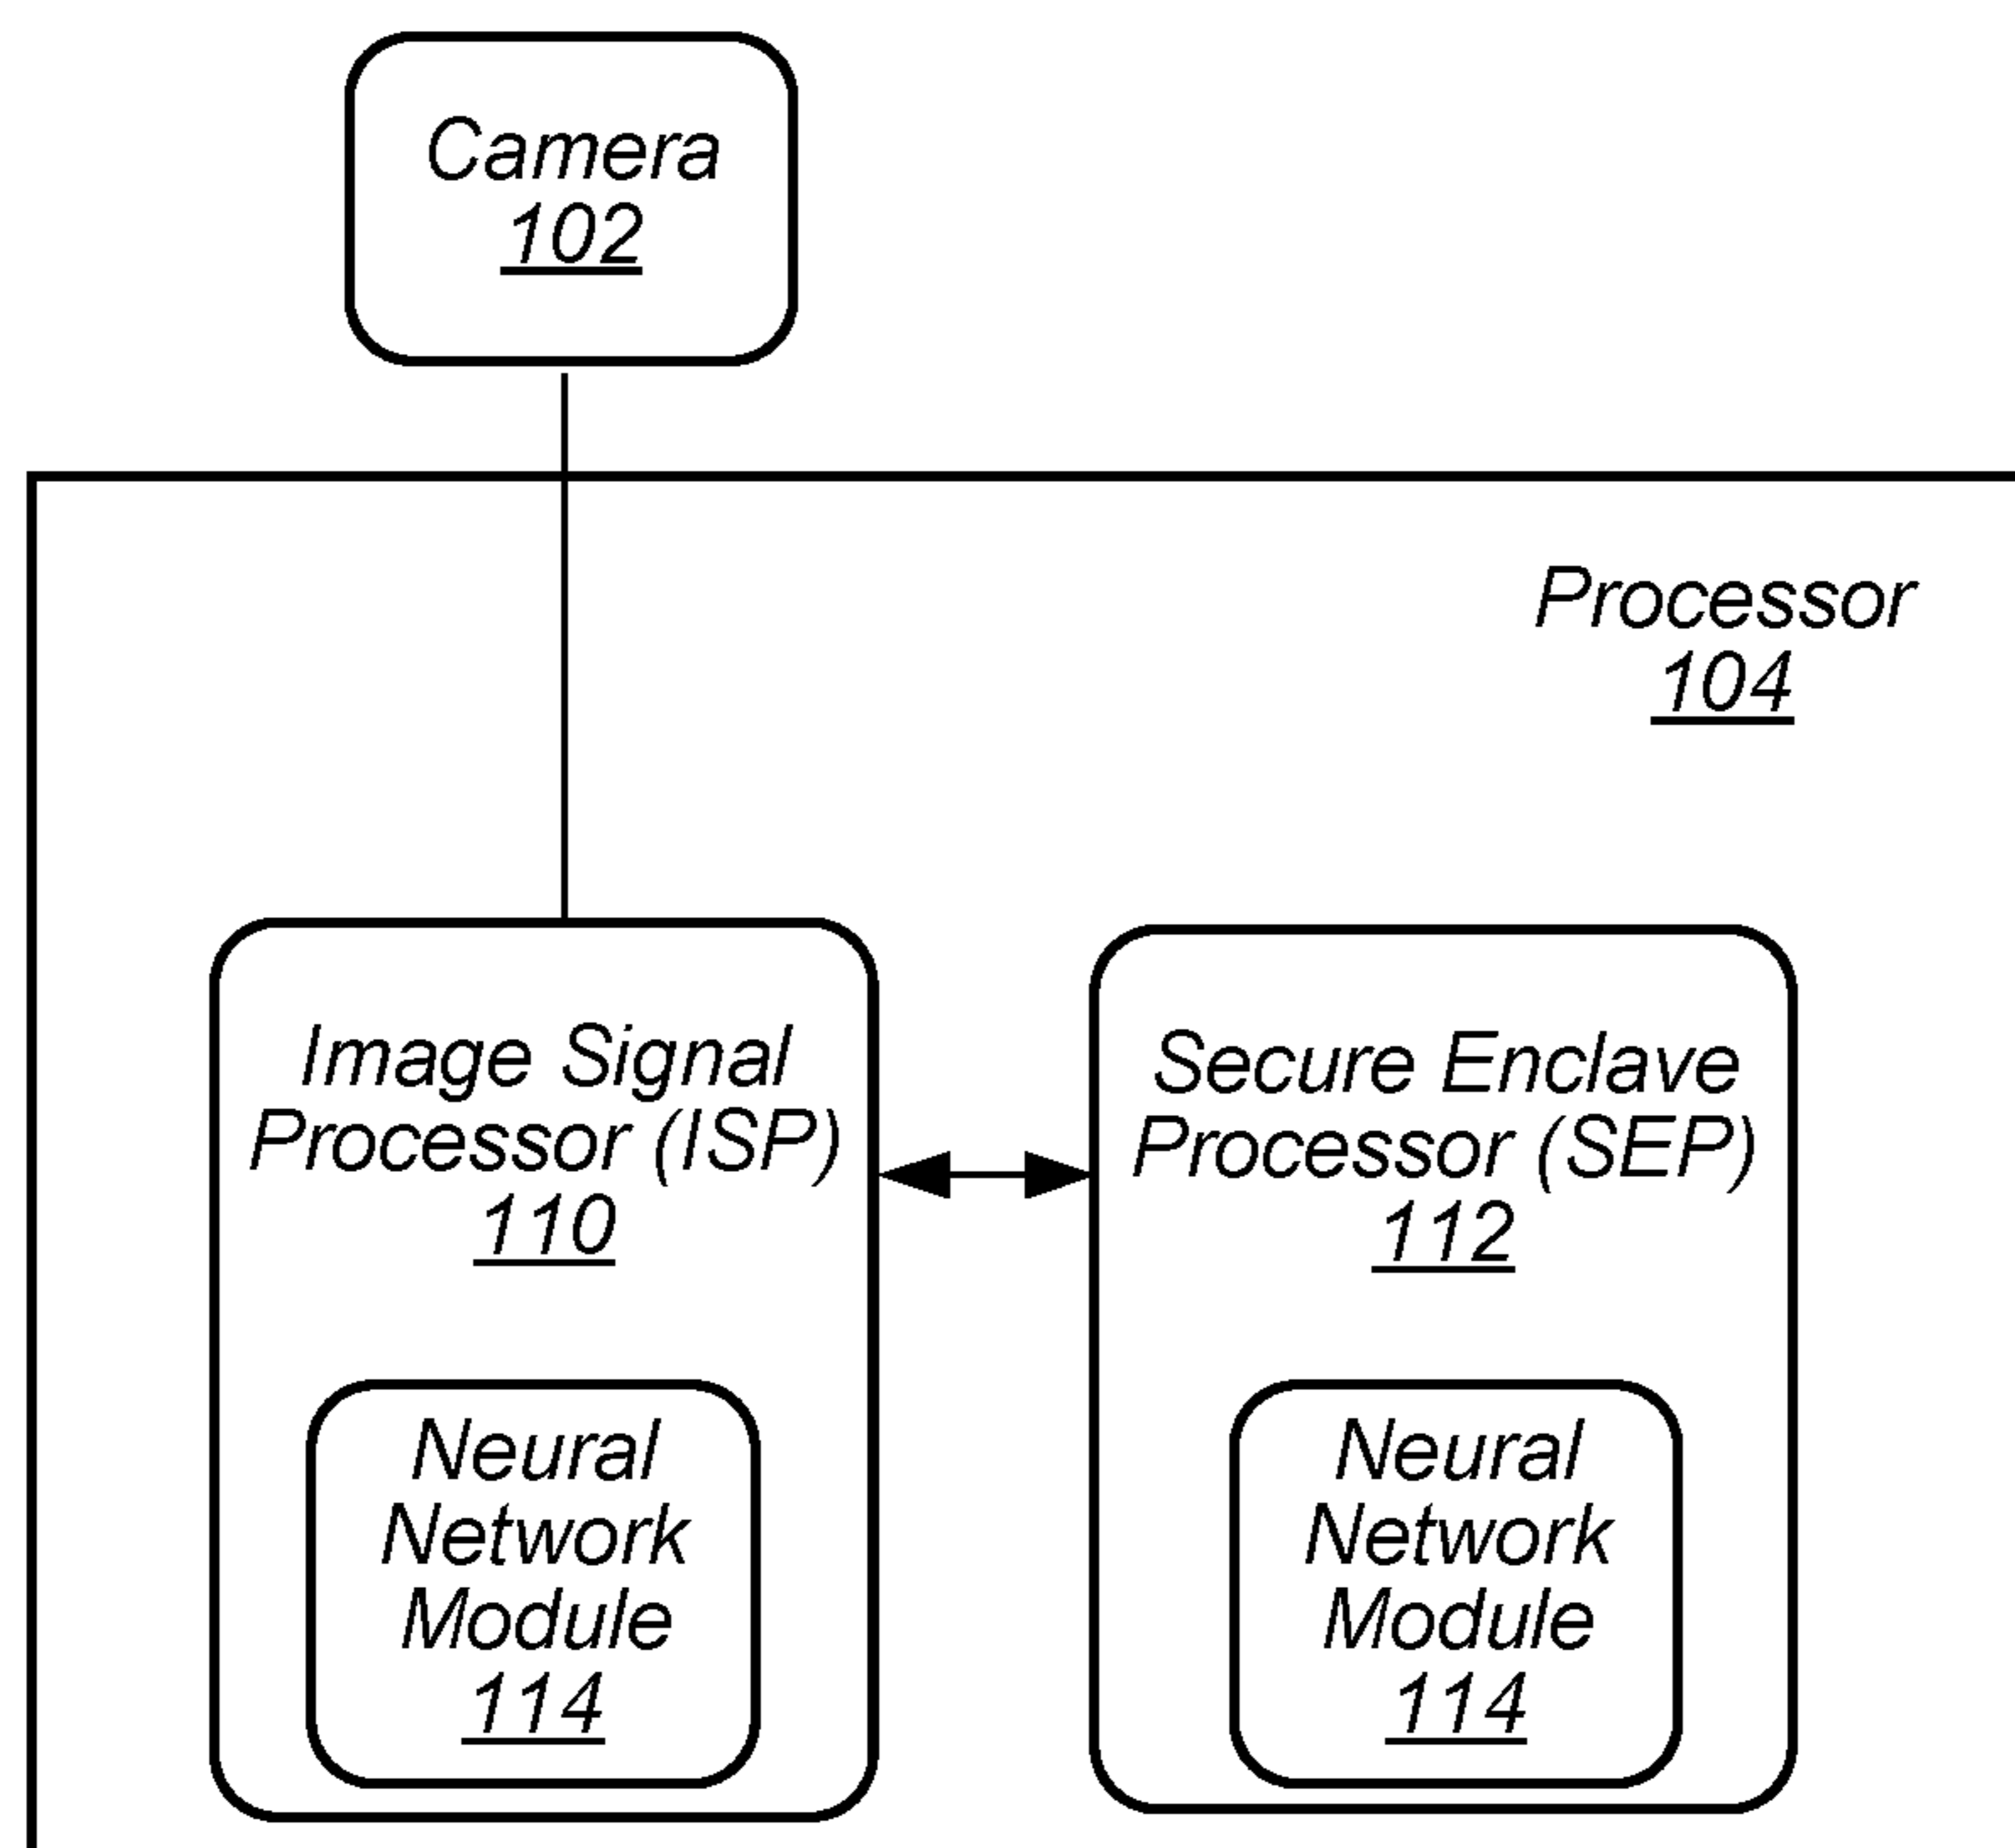 Camera
102
Processor
104
Image Signal
Processor (ISP)
110
Neural
Network
Module
114
Secure Enclave
Processor (SEP)
112
Neural
Network
Module
114